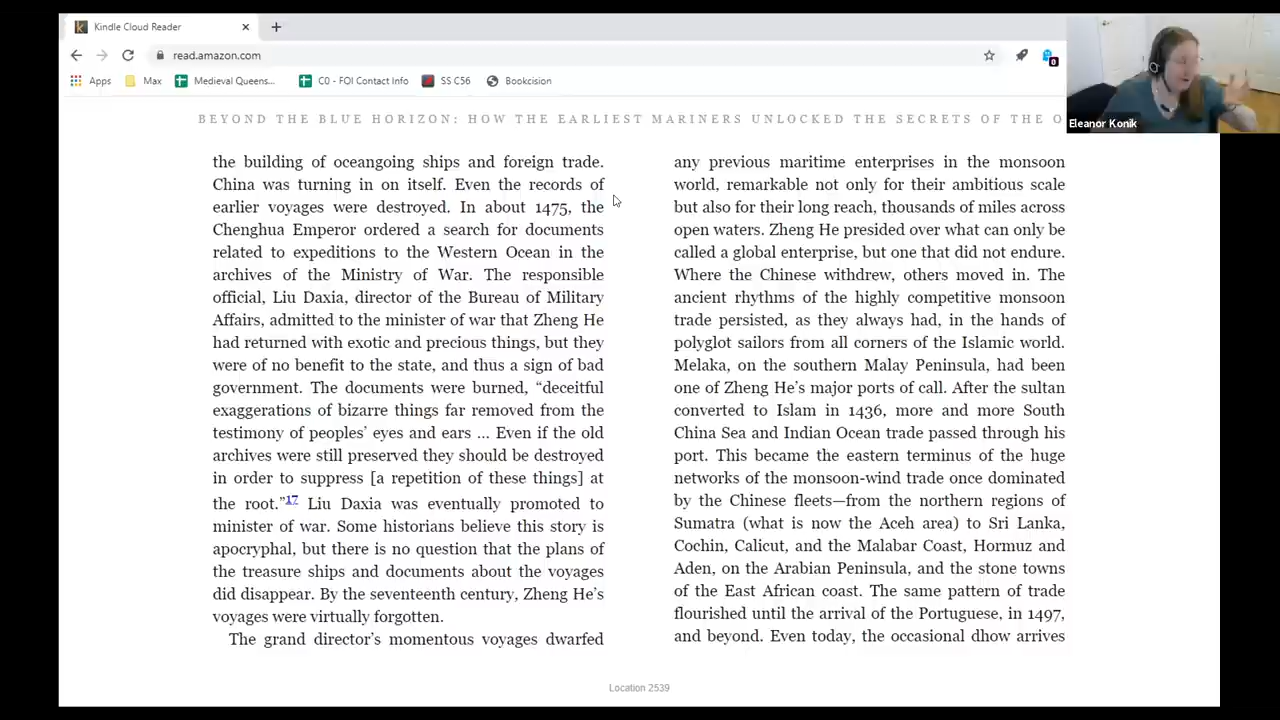 Kindle Cloud Reader
read.amazon.com
0
Apps
Max
Medieval Queens...
C0 - FOI Contact Info
SS C56
Bookcision
Eleanor Konik
BEYOND THE BLUE HORIZON: HOW THE EARLIEST MARINERS UNLOCKED THE SECRETS OF THE O
the building of oceangoing ships and foreign trade.
China was turning in on itself. Even the records of
earlier voyages were destroyed. In about 1475, the
Chenghua Emperor ordered a search for documents
related to expeditions to the Western Ocean in the
archives of the Ministry of War. The responsible
official, Liu Daxia, director of the Bureau of Military
Affairs, admitted to the minister of war that Zheng He
had returned with exotic and precious things, but they
were of no benefit to the state, and thus a sign of bad
government. The documents were burned, “deceitful
exaggerations of bizarre things far removed from the
testimony of peoples’ eyes and ears ... Even if the old
archives were still preserved they should be destroyed
in order to suppress [a repetition of these things] at
the root.”17 Liu Daxia was eventually promoted to
minister of war. Some historians believe this story is
apocryphal, but there is no question that the plans of
the treasure ships and documents about the voyages
did disappear. By the seventeenth century, Zheng He’s
voyages were virtually forgotten.
The grand director’s momentous voyages dwarfed
any previous maritime enterprises in the monsoon
world, remarkable not only for their ambitious scale
but also for their long reach, thousands of miles across
open waters. Zheng He presided over what can only be
called a global enterprise, but one that did not endure.
Where the Chinese withdrew, others moved in. The
ancient rhythms of the highly competitive monsoon
trade persisted, as they always had, in the hands of
polyglot sailors from all corners of the Islamic world.
Melaka, on the southern Malay Peninsula, had been
one of Zheng He’s major ports of call. After the sultan
converted to Islam in 1436, more and more South
China Sea and Indian Ocean trade passed through his
port. This became the eastern terminus of the huge
networks of the monsoon-wind trade once dominated
by the Chinese fleets—from the northern regions of
Sumatra (what is now the Aceh area) to Sri Lanka,
Cochin, Calicut, and the Malabar Coast, Hormuz and
Aden, on the Arabian Peninsula, and the stone towns
of the East African coast. The same pattern of trade
flourished until the arrival of the Portuguese, in 1497,
and beyond. Even today, the occasional dhow arrives
Location 2539